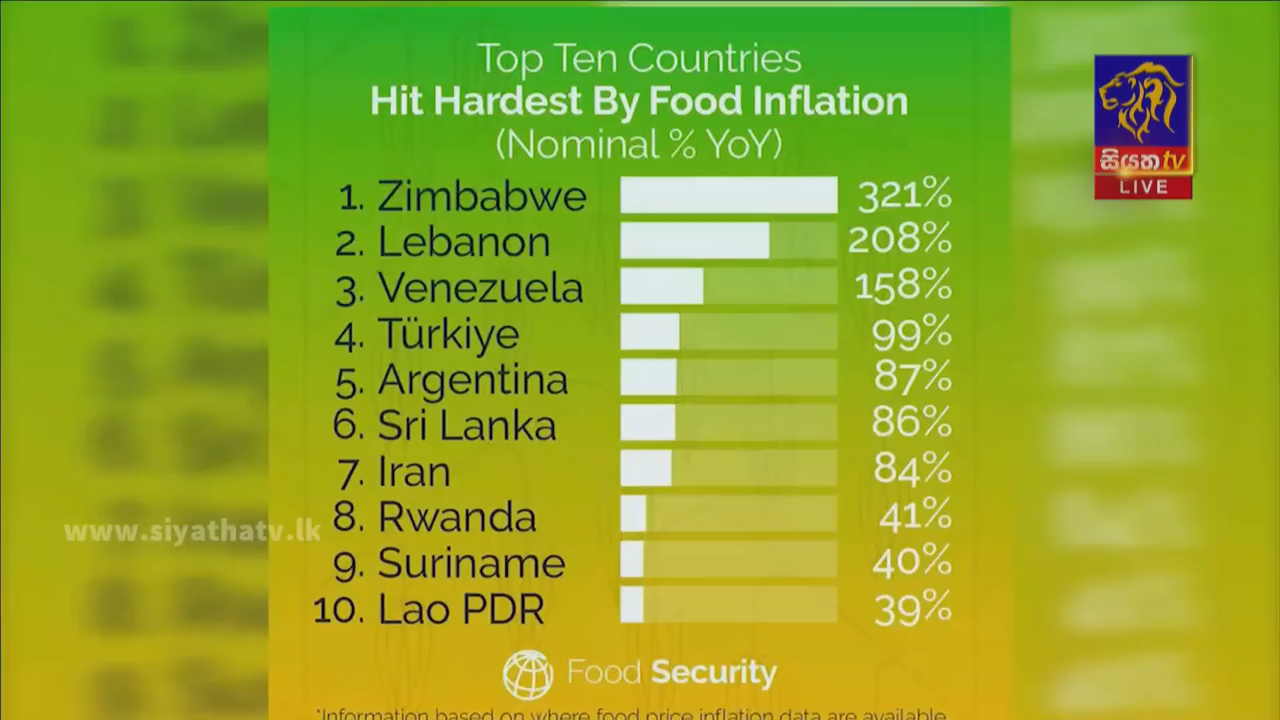 Top Ten Countries
Hit Hardest By Food Inflation
(Nominal % YoY)
1. Zimbabwe 321%
2. Lebanon 208%
3. Venezuela 158%
4. Türkiye 99%
5. Argentina 87%
6. Sri Lanka 86%
7. Iran 84%
8. Rwanda 41%
9. Suriname 40%
10. Lao PDR 39%
Food Security
*Information based on where food price inflation data are available
සියත tv
LIVE
www.siyathatv.lk